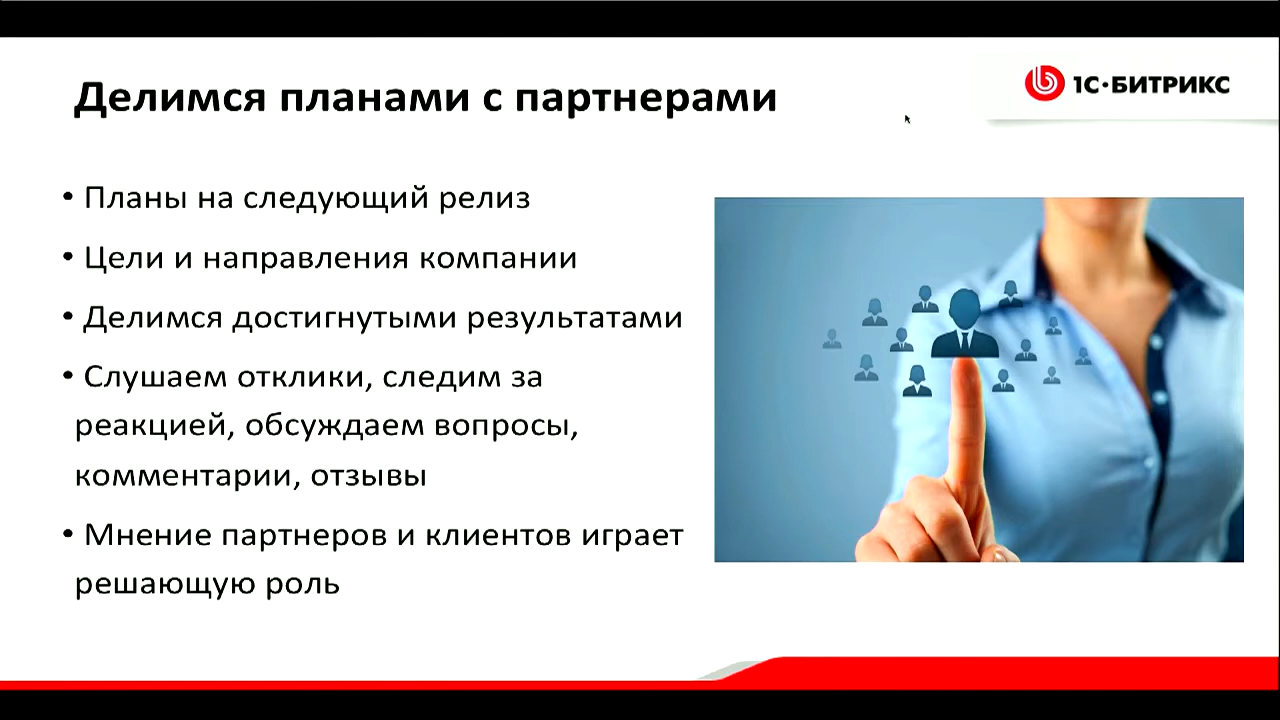 Делимся планами с партнерами
1С·БИТРИКС
• Планы на следующий релиз
• Цели и направления компании
• Делимся достигнутыми результатами
• Слушаем отклики, следим за
реакцией, обсуждаем вопросы,
комментарии, отзывы
• Мнение партнеров и клиентов играет
решающую роль